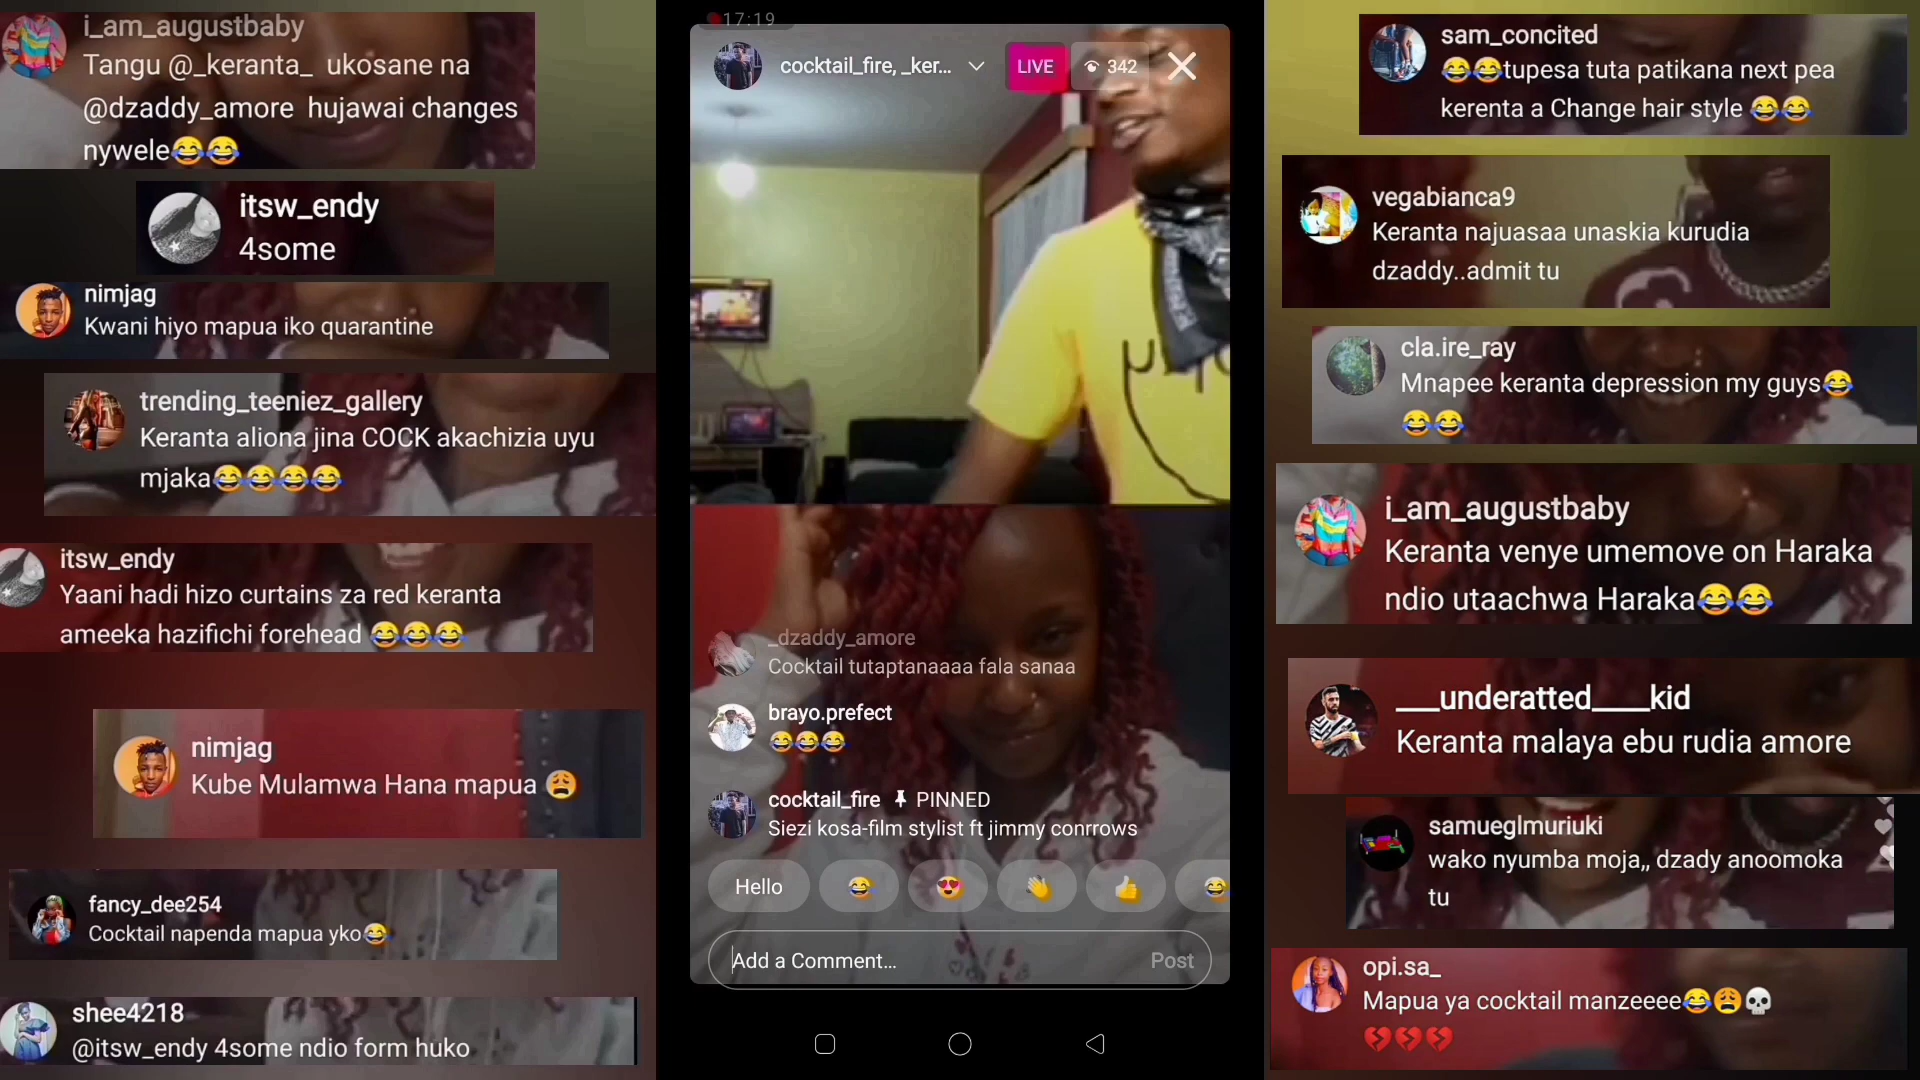 i_am_augustbaby
Tangu @_keranta_ ukosane na
@dzaddy_amore hujawai changes
nywele😂😂
itsw_endy
4some
nimjag
Kwani hiyo mapua iko quarantine
trending_teeniez_gallery
Keranta aliona jina COCK akachizia uyu
mjaka😂😂😂😂
itsw_endy
Yaani hadi hizo curtains za red keranta
ameeka hazifichi forehead 😂😂😂
nimjag
Kube Mulamwa Hana mapua 😩
fancy_dee254
Cocktail napenda mapua yko😂
shee4218
@itsw_endy 4some ndio form huko
17:19
cocktail_fire, _ker...
LIVE
342
_dzaddy_amore
Cocktail tutaptanaaaa fala sanaa
brayo.prefect
😂😂😂
cocktail_fire PINNED
Siezi kosa-film stylist ft jimmy conrrows
Hello 😂 😍 👏 👍 😂
Add a Comment... Post
sam_concited
😂😂tupesa tuta patikana next pea
kerenta a Change hair style 😂😂
vegabianca9
Keranta najuasaa unaskia kurudia
dzaddy..admit tu
cla.ire_ray
Mnapee keranta depression my guys😂
😂😂
i_am_augustbaby
Keranta venye umemove on Haraka
ndio utaachwa Haraka😂😂
___underatted____kid
Keranta malaya ebu rudia amore
samueglmuriuki
wako nyumba moja,, dzady anoomoka
tu
opi.sa_
Mapua ya cocktail manzeeee😂😩💀
💔💔💔